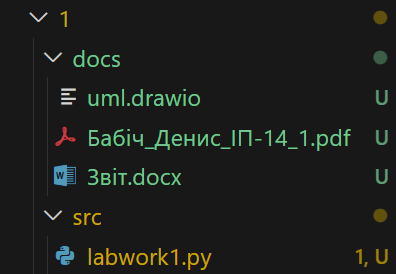 1
docs
uml.drawio U
Бабіч_Денис_ІП-14_1.pdf U
Звіт.docx U
src
labwork1.py 1, U